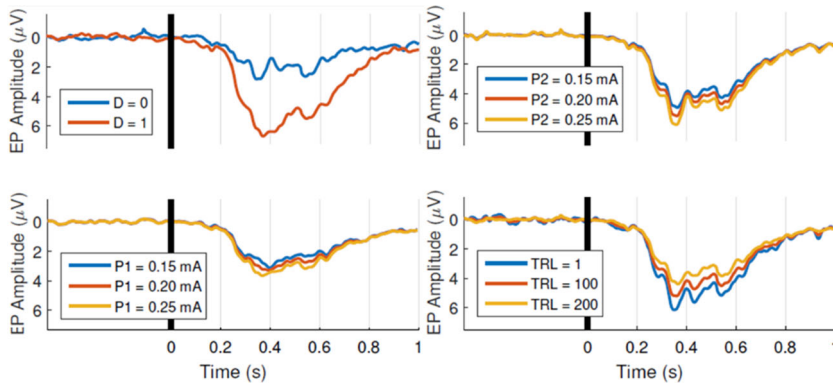 EP Amplitude (μV)
0
2
4
6
D = 0
D = 1
EP Amplitude (μV)
0
2
4
6
P2 = 0.15 mA
P2 = 0.20 mA
P2 = 0.25 mA
EP Amplitude (μV)
0
2
4
6
P1 = 0.15 mA
P1 = 0.20 mA
P1 = 0.25 mA
0 0.2 0.4 0.6 0.8 1
Time (s)
EP Amplitude (μV)
0
2
4
6
TRL = 1
TRL = 100
TRL = 200
0 0.2 0.4 0.6 0.8 1
Time (s)